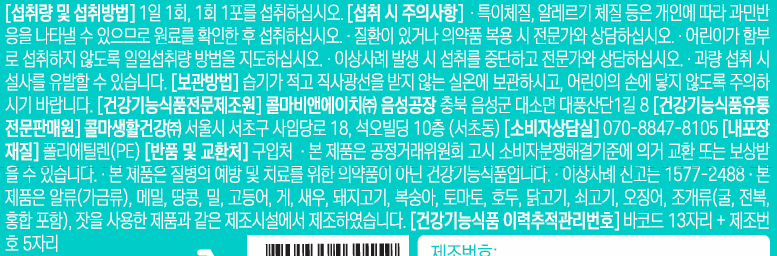 [섭취량 및 섭취방법] 1일 1회, 1회 1포를 섭취하십시오. [섭취 시 주의사항] · 특이체질, 알레르기 체질 등은 개인에 따라 과민반
응을 나타낼 수 있으므로 원료를 확인한 후 섭취하십시오. · 질환이 있거나 의약품 복용 시 전문가와 상담하십시오. · 어린이가 함부
로 섭취하지 않도록 일일섭취량 방법을 지도하십시오. · 이상사례 발생 시 섭취를 중단하고 전문가와 상담하십시오. · 과량 섭취 시
설사를 유발할 수 있습니다. [보관방법] 습기가 적고 직사광선을 받지 않는 실온에 보관하시고, 어린이의 손에 닿지 않도록 주의하
시기 바랍니다. [건강기능식품전문제조원] 콜마비앤에이치㈜ 음성공장 충북 음성군 대소면 대풍산단1길 8 [건강기능식품유통
전문판매원] 콜마생활건강㈜ 서울시 서초구 사임당로 18, 석오빌딩 10층 (서초동) [소비자상담실] 070-8847-8105 [내포장
재질] 폴리에틸렌(PE) [반품 및 교환처] 구입처 · 본 제품은 공정거래위원회 고시 소비자분쟁해결기준에 의거 교환 또는 보상받
을 수 있습니다. · 본 제품은 질병의 예방 및 치료를 위한 의약품이 아닌 건강기능식품입니다. · 이상사례 신고는 1577-2488 · 본
제품은 알류(가금류), 메밀, 땅콩, 밀, 고등어, 게, 새우, 돼지고기, 복숭아, 토마토, 호두, 닭고기, 쇠고기, 오징어, 조개류(굴, 전복,
홍합 포함), 잣을 사용한 제품과 같은 제조시설에서 제조하였습니다. [건강기능식품 이력추적관리번호] 바코드 13자리 + 제조번
호 5자리
제조번호: